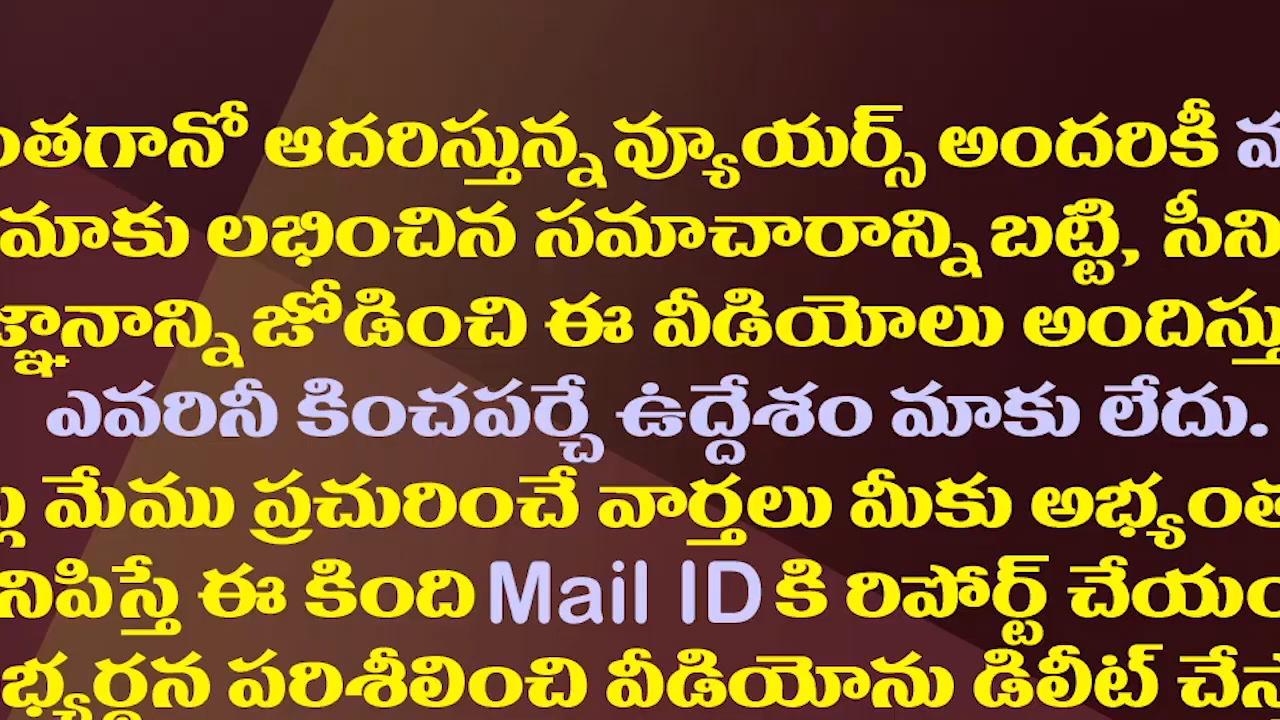 ఆదరిస్తున్న వ్యూయర్స్ అందరికీ
మాకు లభించిన సమాచారాన్ని బట్టి,
జోడించి ఈ వీడియోలు
ఎవరినీ కించపర్చే ఉద్దేశం మాకు లేదు.
మేము ప్రచురించే వార్తలు మీకు
ఈ కింది Mail ID కి రిపోర్ట్
పరిశీలించి వీడియోను డిలీట్